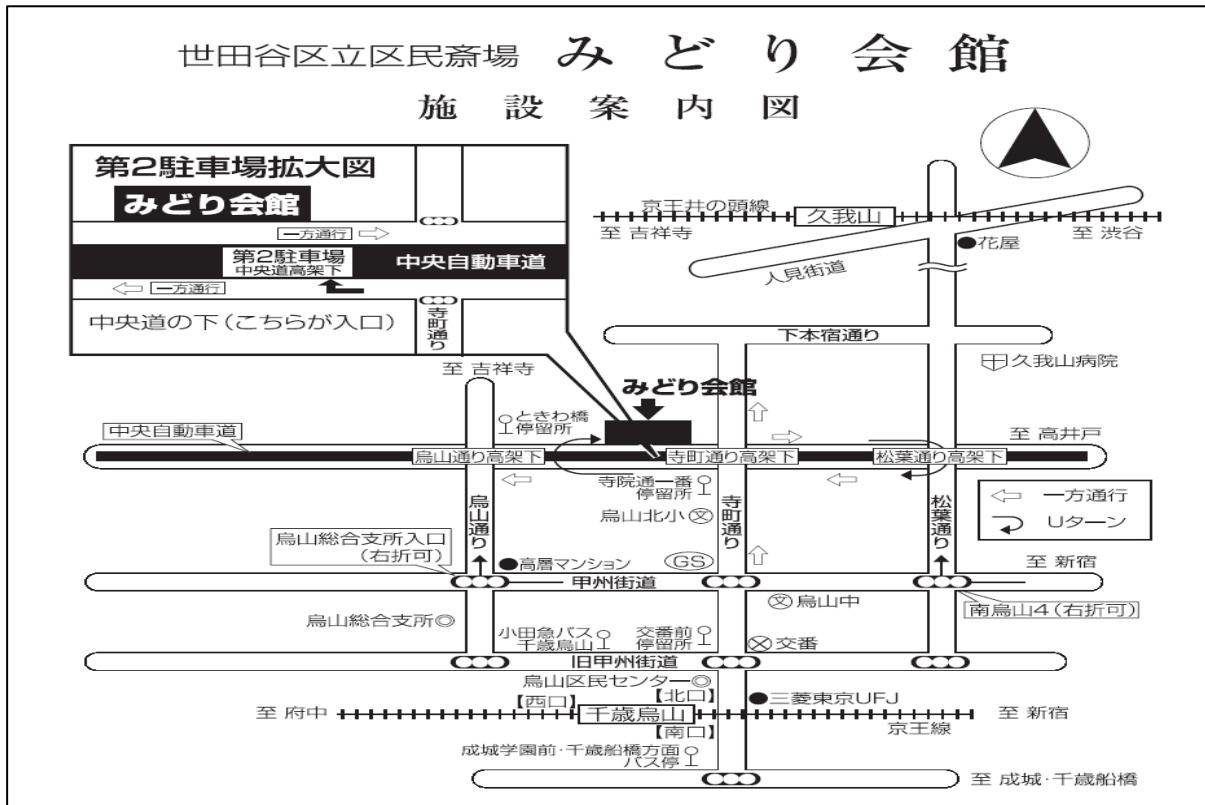 世田谷区立区民斎場 みどり会館
施設案内図
第2駐車場拡大図
みどり会館
一方通行
第2駐車場
中央道高架下
中央自動車道
一方通行
中央道の下(こちらが入口)
寺町通り
京王井の頭線
久我山
至 吉祥寺
至 渋谷
花屋
人見街道
下本宿通り
久我山病院
至 吉祥寺
みどり会館
ときわ橋
停留所
中央自動車道
至 高井戸
烏山通り高架下
寺町通り高架下
松葉通り高架下
寺院通一番
停留所
烏山北小
文
烏山通り
寺町通り
松葉通り
一方通行
Uターン
烏山総合支所入口
(右折可)
高層マンション
GS
至 新宿
甲州街道
烏山総合支所
文
烏山中
南烏山4(右折可)
小田急バス
千歳烏山
交番前
停留所
交番
旧甲州街道
烏山区民センター
【西口】
【北口】
三菱東京UFJ
至 府中
千歳烏山
至 新宿
京王線
【南口】
成城学園前・千歳船橋方面
バス停
至 成城・千歳船橋